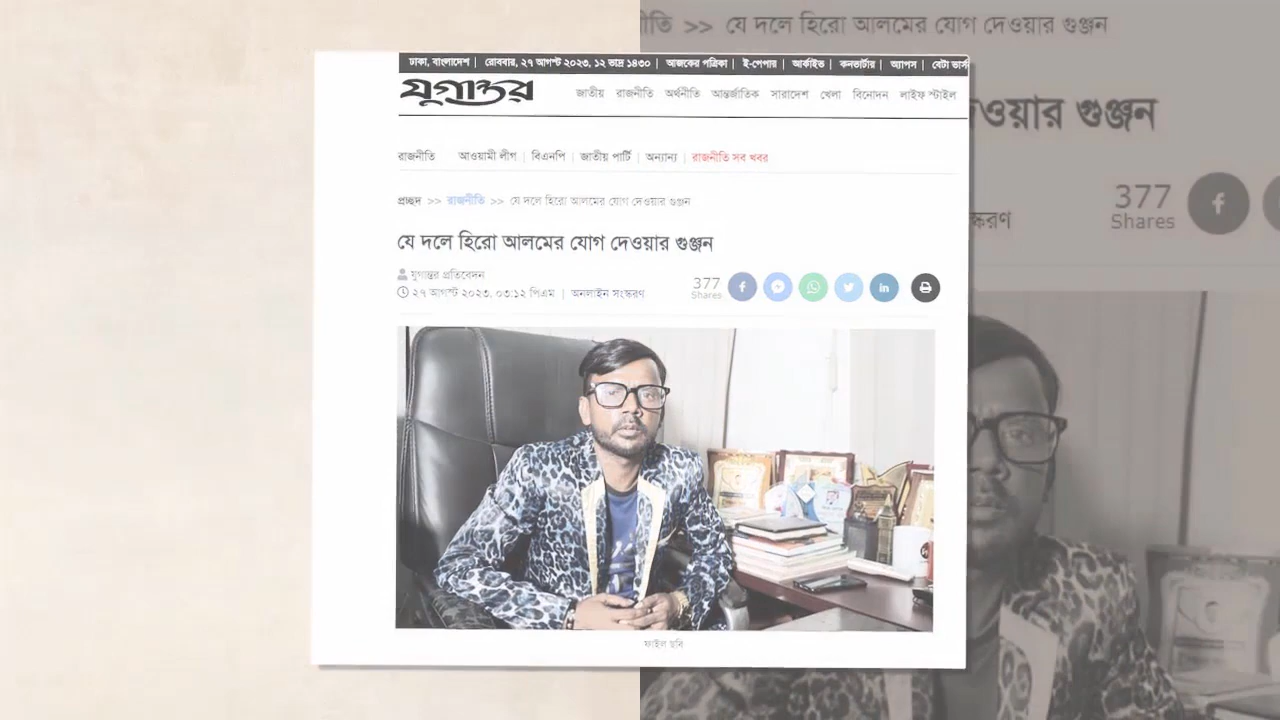 ঢাকা, বাংলাদেশ | রোববার, ২৭ আগস্ট ২০২৩, ১২ ভাদ্র ১৪৩০ | আজকের পত্রিকা | ই-পেপার | আর্কাইভ | কনভার্টার | অ্যাপস | বেটা ভার্স
যুগান্তর
জাতীয় রাজনীতি অর্থনীতি আন্তর্জাতিক সারাদেশ খেলা বিনোদন লাইফ স্টাইল
রাজনীতি আওয়ামী লীগ | বিএনপি | জাতীয় পার্টি | অন্যান্য | রাজনীতি সব খবর
প্রচ্ছদ >> রাজনীতি >> যে দলে হিরো আলমের যোগ দেওয়ার গুঞ্জন
যে দলে হিরো আলমের যোগ দেওয়ার গুঞ্জন
যুগান্তর প্রতিবেদন
২৭ আগস্ট ২০২৩, ০৩:১২ পিএম | অনলাইন সংস্করণ
377
Shares
ফাইল ছবি
নীতি >> যে দলে হিরো আলমের যোগ দেওয়ার গুঞ্জন
দেওয়ার গুঞ্জন
377
Shares
স্করণ